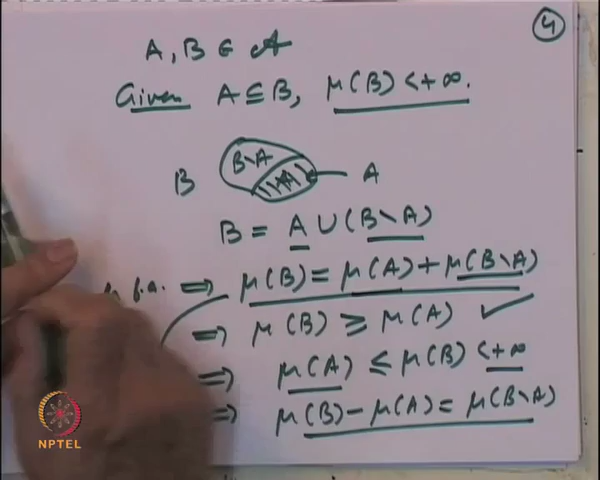 4
A, B ∈ 𝒜
Given A ⊆ B, μ(B) < +∞.
B∖A
B A
B = A ∪ (B∖A)
f.a. ⟹ μ(B) = μ(A) + μ(B∖A)
⟹ μ(B) ⩾ μ(A) ✓
⟹ μ(A) ≤ μ(B) < +∞
⟹ μ(B) − μ(A) = μ(B∖A)
NPTEL